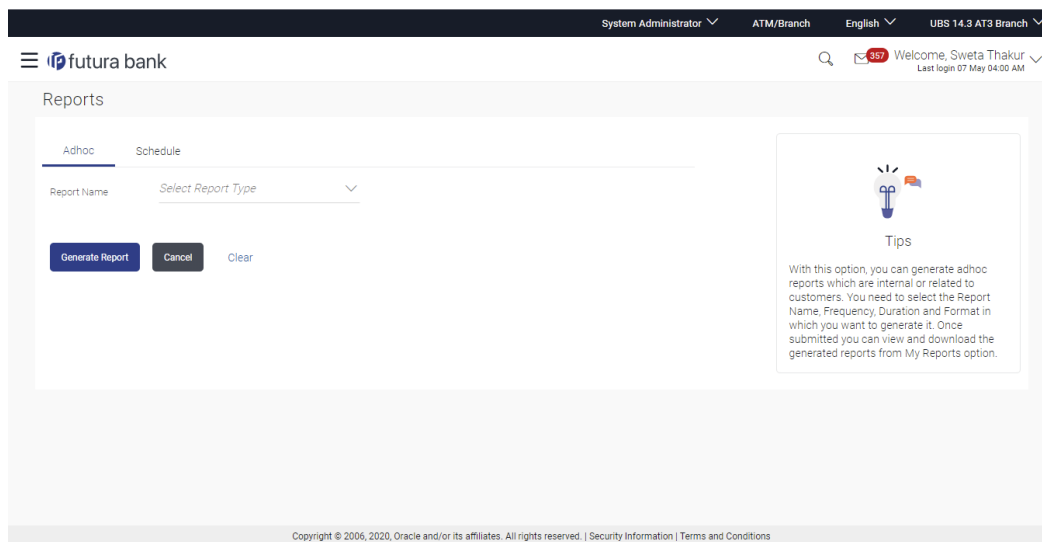 System Administrator ATM/Branch English UBS 14.3 AT3 Branch
futura bank 357 Welcome, Sweta Thakur
Last login 07 May 04:00 AM
Reports
Adhoc Schedule
Report Name Select Report Type
Generate Report Cancel Clear
Tips
With this option, you can generate adhoc
reports which are internal or related to
customers. You need to select the Report
Name, Frequency, Duration and Format in
which you want to generate it. Once
submitted you can view and download the
generated reports from My Reports option.
Copyright © 2006, 2020, Oracle and/or its affiliates. All rights reserved. | Security Information | Terms and Conditions